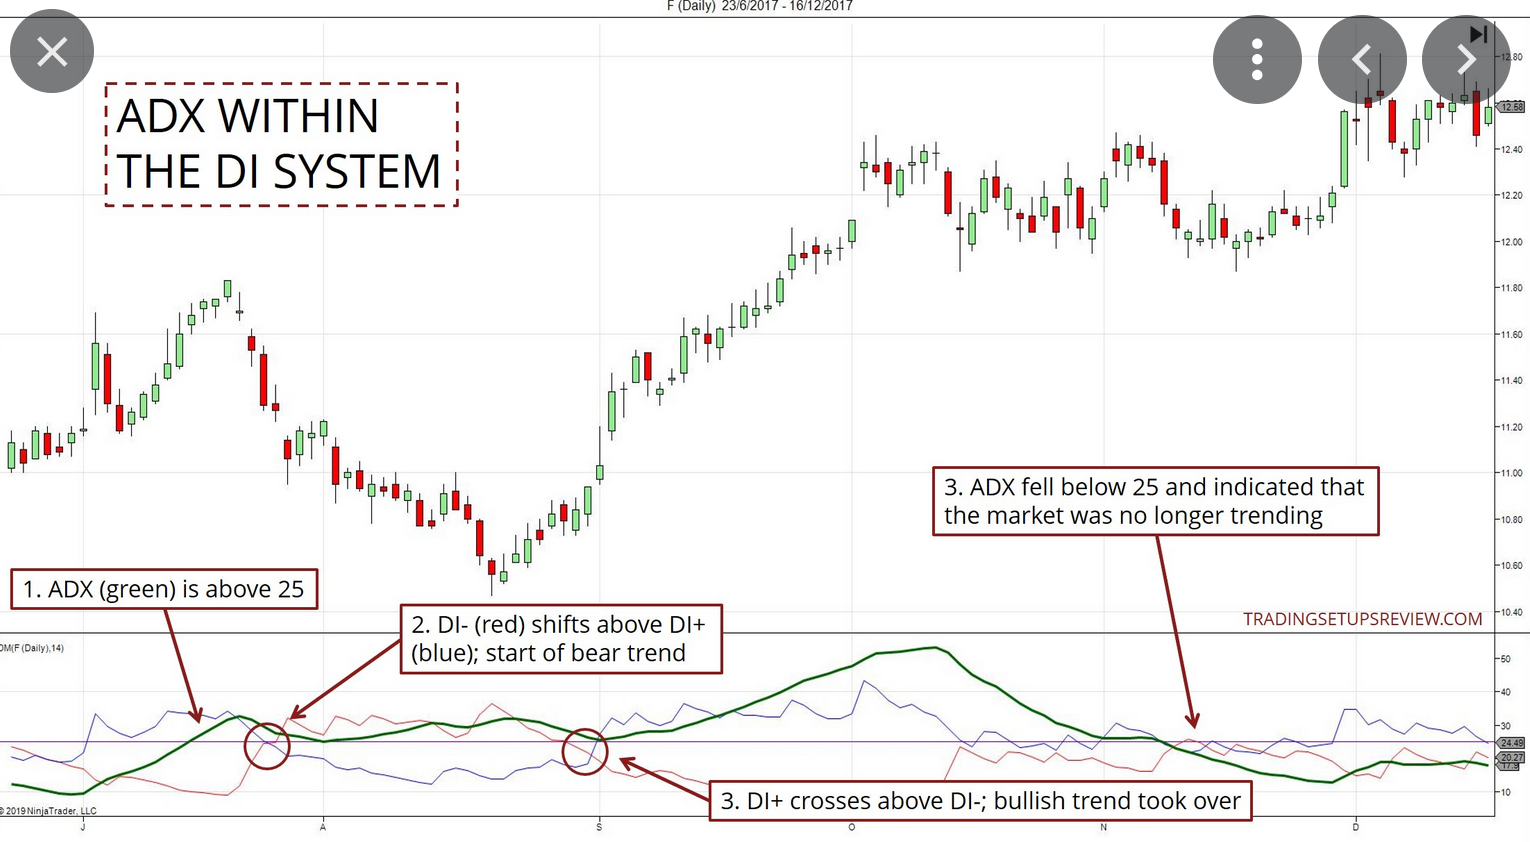 F (Daily) 23/6/2017 - 16/12/2017
ADX WITHIN
THE DI SYSTEM
12.80
12.58
12.40
12.20
12.00
11.80
11.60
11.40
11.20
11.00
10.80
10.60
10.40
3. ADX fell below 25 and indicated that
the market was no longer trending
1. ADX (green) is above 25
2. DI- (red) shifts above DI+
(blue); start of bear trend
TRADINGSETUPSREVIEW.COM
DM(F (Daily),14)
50
40
30
24.49
20.27
10
3. DI+ crosses above DI-; bullish trend took over
© 2019 NinjaTrader, LLC
J
A
S
O
N
D